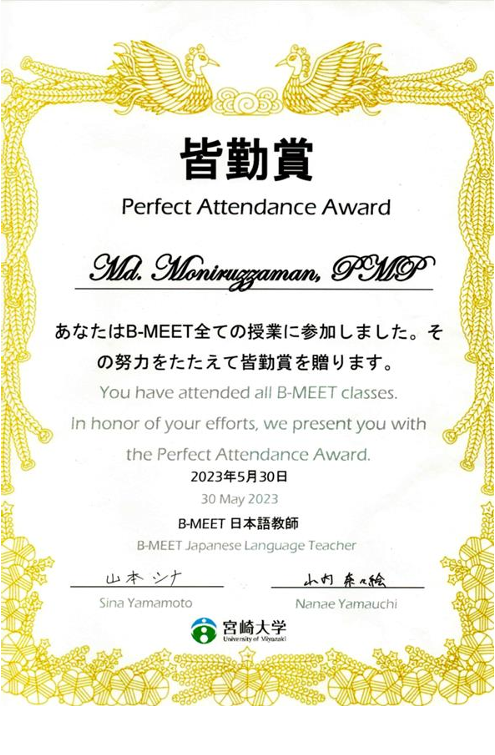 皆勤賞
Perfect Attendance Award
Md. Moniruzzaman, PMP
あなたはB-MEET全ての授業に参加しました。そ
の努力をたたえて皆勤賞を贈ります。
You have attended all B-MEET classes.
In honor of your efforts, we present you with
the Perfect Attendance Award.
2023年5月30日
30 May 2023
B-MEET 日本語教師
B-MEET Japanese Language Teacher
山本 シナ
山内 菜々絵
Sina Yamamoto
Nanae Yamauchi
宮崎大学
University of Miyazaki